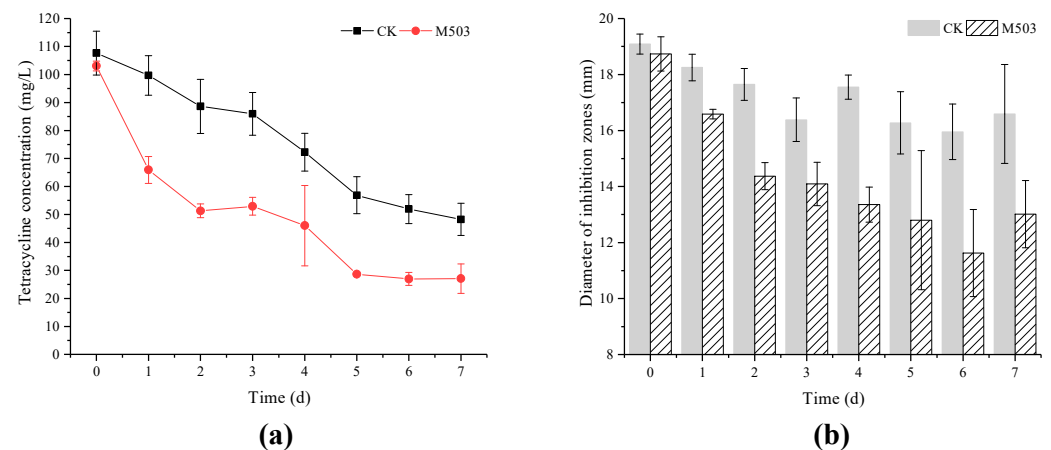 CK M503
Tetracycline concentration (mg/L)
120
110
100
90
80
70
60
50
40
30
20
10
0
0 1 2 3 4 5 6 7
Time (d)
(a)
CK M503
Diameter of inhibition zones (mm)
20
18
16
14
12
10
8
0 1 2 3 4 5 6 7
Time (d)
(b)